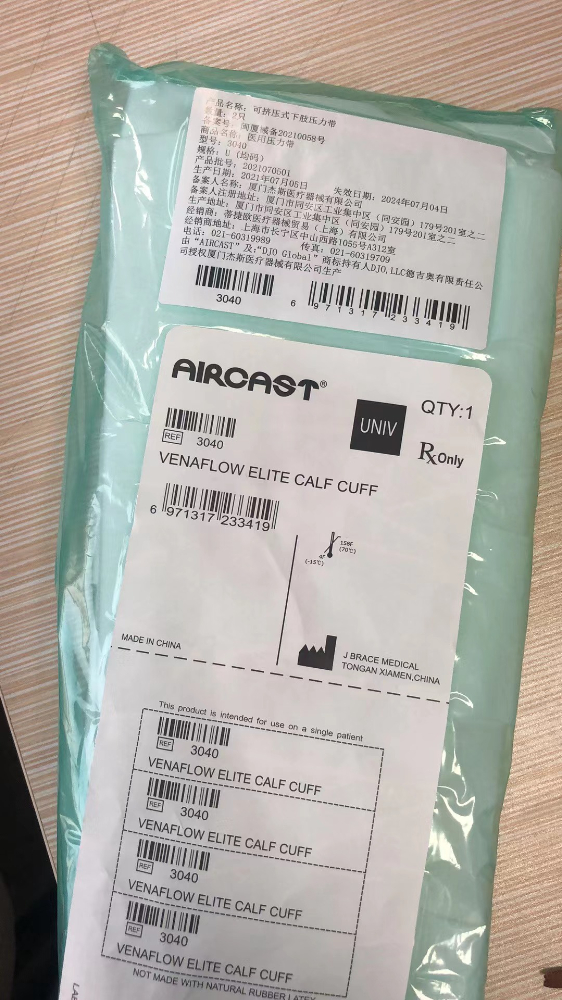 产品名称: 可挤压式下肢压力带
数量: 2只
备案号: 闽厦械备20210058号
商品名称: 医用压力带
型号: 3040
规格: U (均码)
产品批号: 2021070501
生产日期: 2021年07月05日 失效日期: 2024年07月04日
备案人名称: 厦门杰斯医疗器械有限公司
备案人注册地址: 厦门市同安区工业集中区 (同安园) 179号201室之二
生产地址: 厦门市同安区工业集中区 (同安园) 179号201室之二
经销商: 蒂捷欧医疗器械贸易 (上海) 有限公司
经销商地址: 上海市长宁区中山西路1055号A312室
电话: 021-60319989 传真: 021-60319709
由 "AIRCAST" 及 "DJO Global" 商标持有人DJO, LLC德吉奥有限责任公
司授权厦门杰斯医疗器械有限公司生产
3040
6 971317 233419
AIRCAST®
UNIV
QTY:1
REF 3040
Rx Only
VENAFLOW ELITE CALF CUFF
6 971317 233419
158F
(70°C)
(-15°C)
MADE IN CHINA
J BRACE MEDICAL
TONGAN XIAMEN,CHINA
This product is intended for use on a single patient
REF 3040
VENAFLOW ELITE CALF CUFF
REF 3040
VENAFLOW ELITE CALF CUFF
REF 3040
VENAFLOW ELITE CALF CUFF
REF 3040
VENAFLOW ELITE CALF CUFF
NOT MADE WITH NATURAL RUBBER LATEX